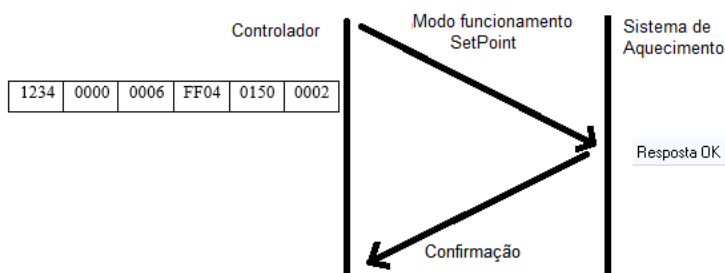 Controlador
Modo funcionamento
SetPoint
Sistema de
Aquecimento
1234 0000 0006 FF04 0150 0002
Resposta OK
Confirmação